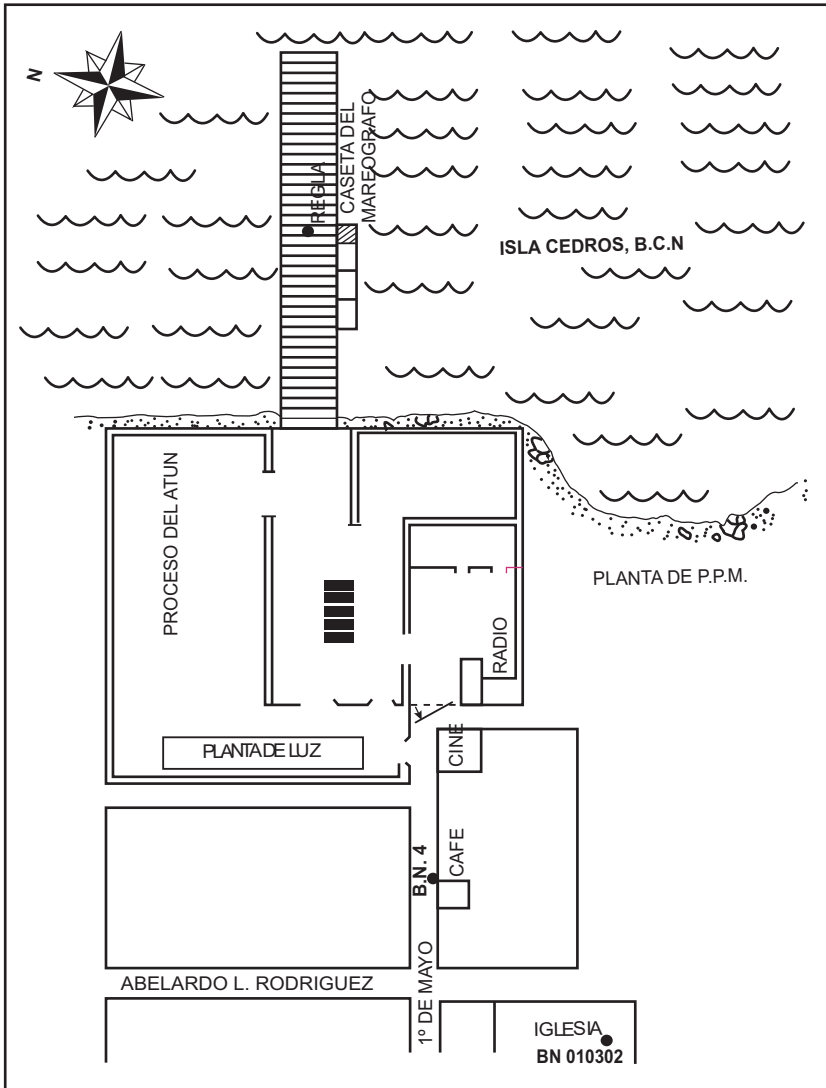 N
REGLA
CASETA DEL
MAREOGRAFO
ISLA CEDROS, B.C.N
PROCESO DEL ATUN
PLANTA DE P.P.M.
RADIO
PLANTA DE LUZ
CINE
CAFE
B.N. 4
ABELARDO L. RODRIGUEZ
1º DE MAYO
IGLESIA
BN 010302